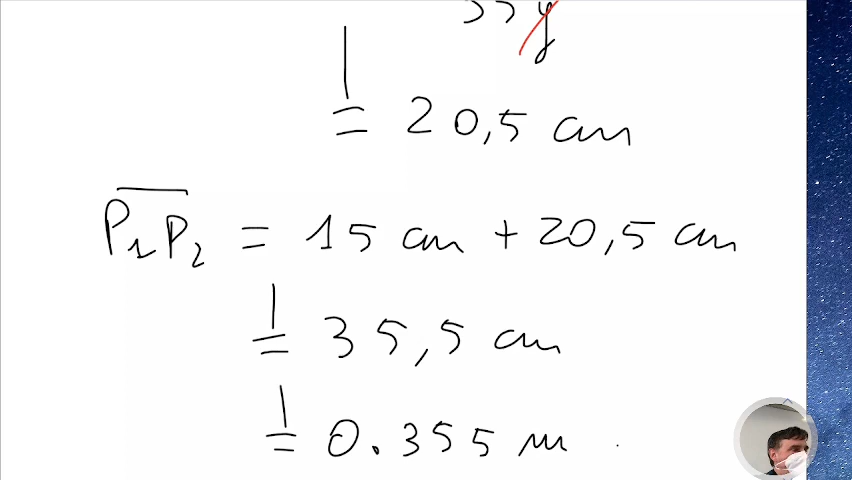 = 20,5 cm
P₁P₂ = 15 cm + 20,5 cm
= 35,5 cm
= 0.355 m